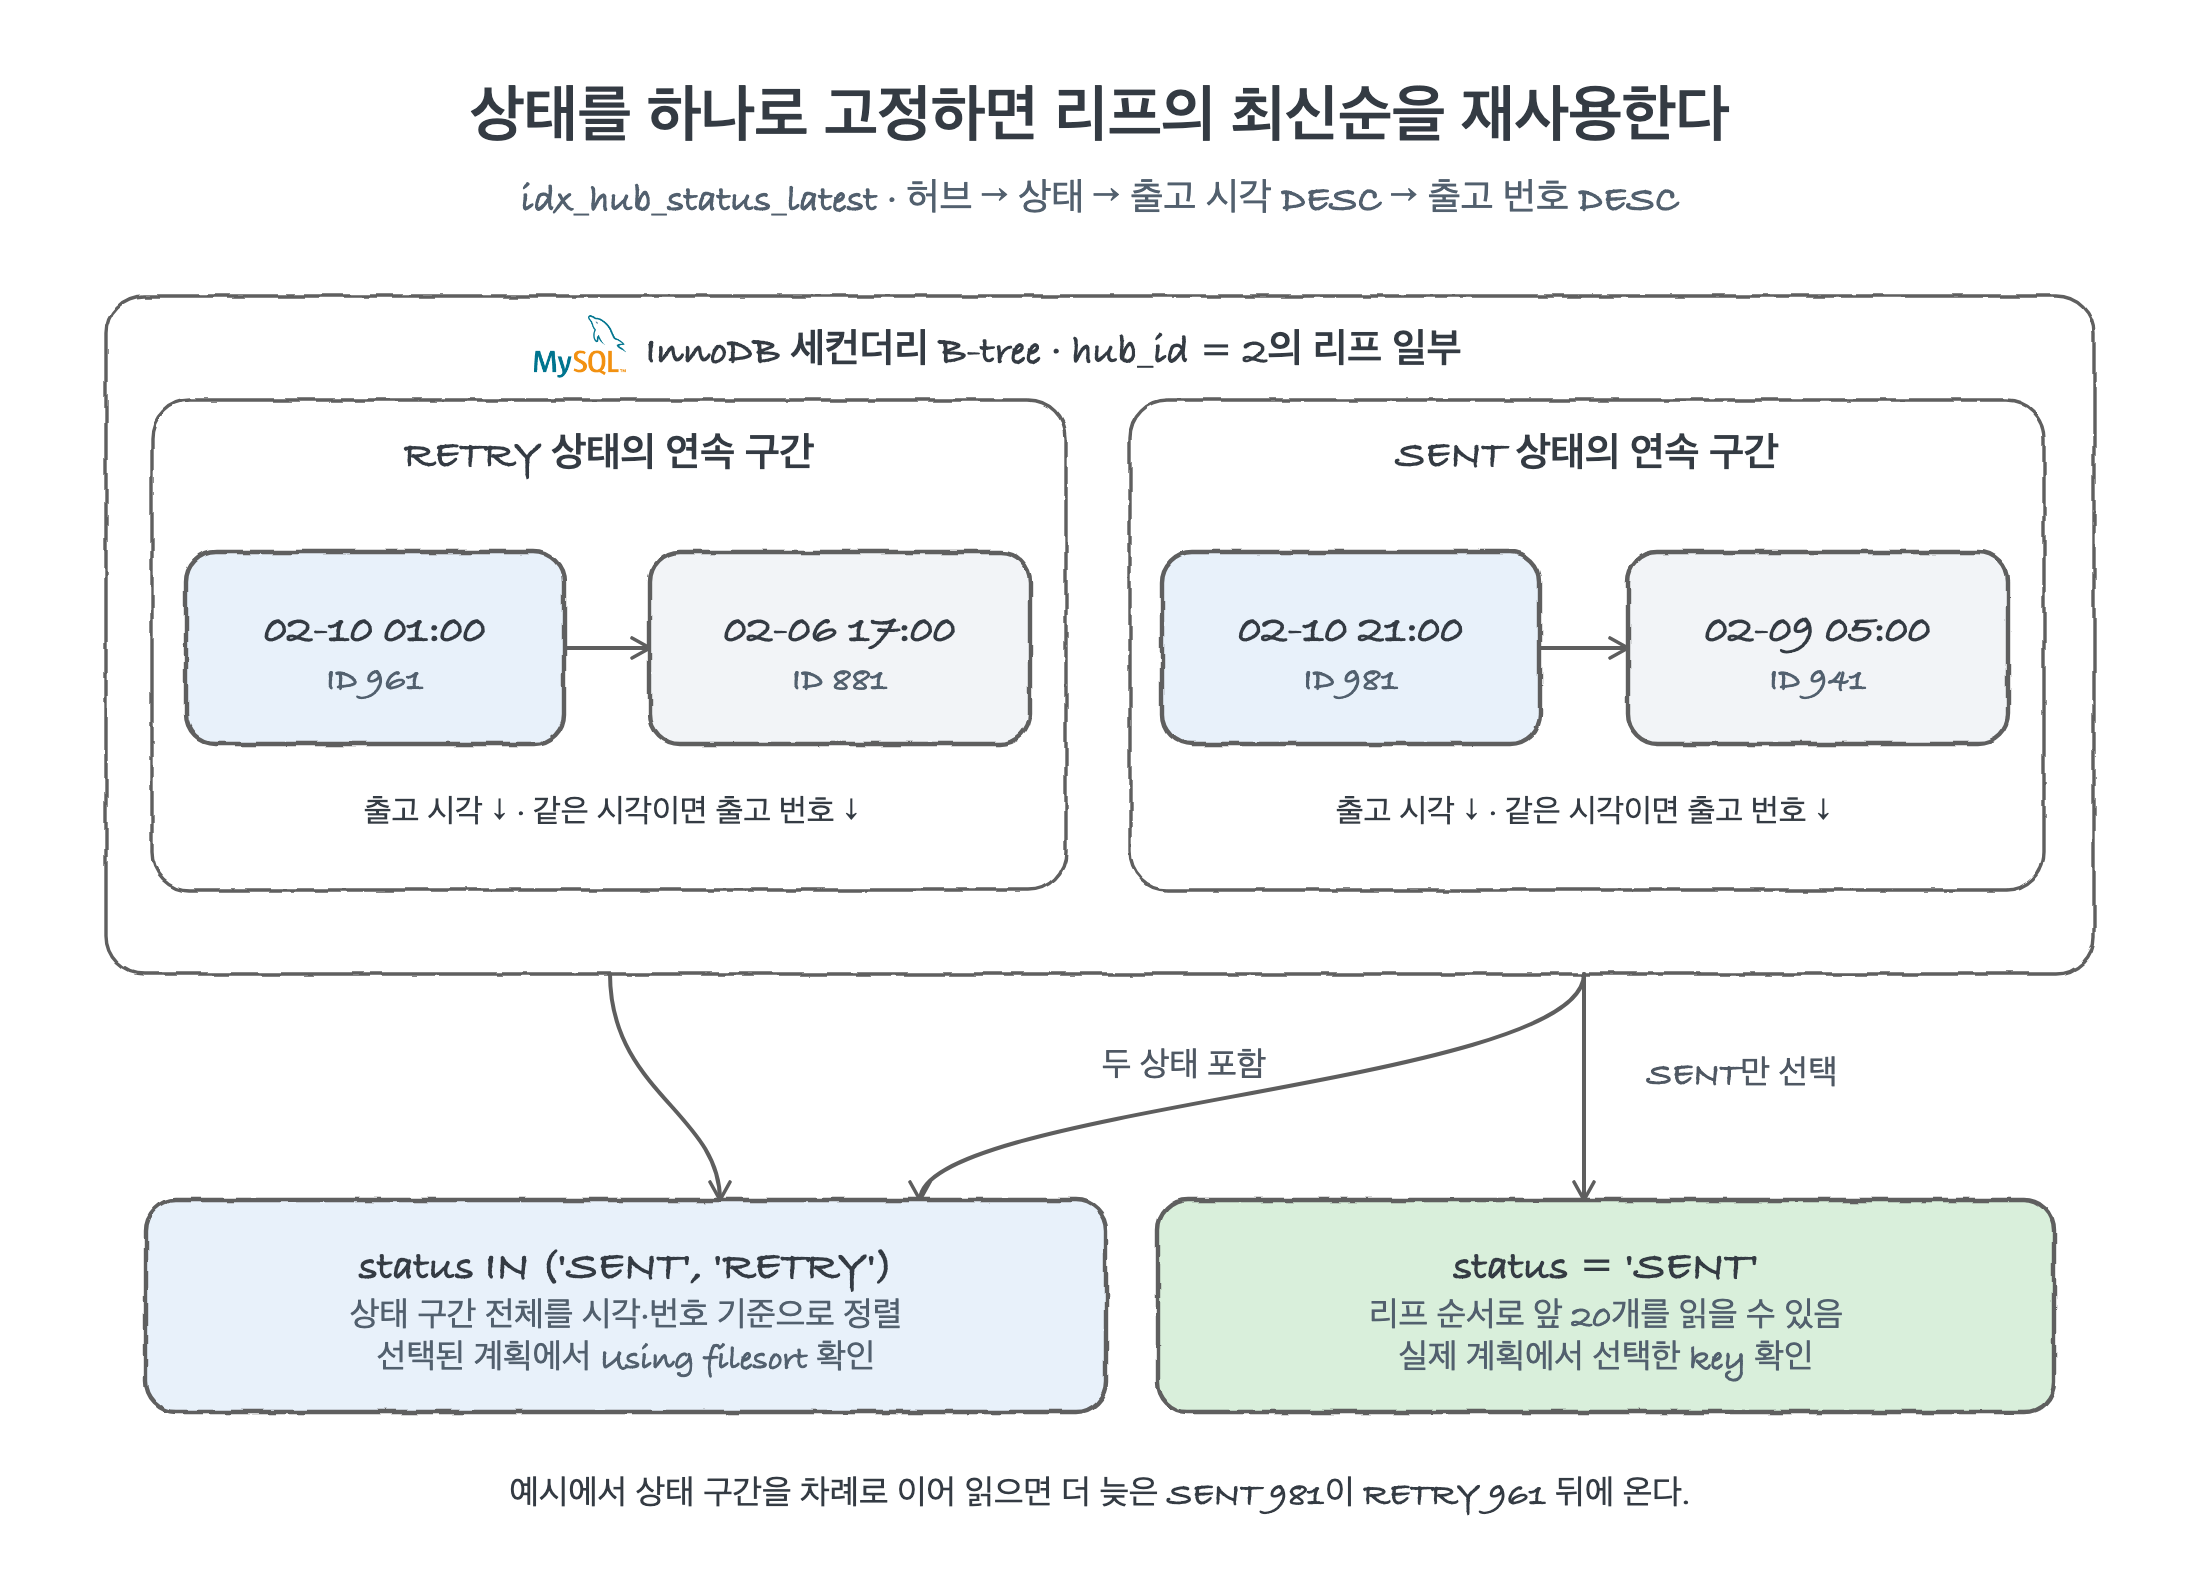 상태를 하나로 고정하면 리프의 최신순을 재사용한다
idx_hub_status_latest · 허브 → 상태 → 출고 시각 DESC → 출고 번호 DESC
MySQL™ InnoDB 세컨더리 B-tree · hub_id = 2의 리프 일부
RETRY 상태의 연속 구간
02-10 01:00
ID 961
02-06 17:00
ID 881
출고 시각 ↓ · 같은 시각이면 출고 번호 ↓
SENT 상태의 연속 구간
02-10 21:00
ID 981
02-09 05:00
ID 941
출고 시각 ↓ · 같은 시각이면 출고 번호 ↓
두 상태 포함
SENT만 선택
status IN ('SENT', 'RETRY')
상태 구간 전체를 시각·번호 기준으로 정렬
선택된 계획에서 Using filesort 확인
status = 'SENT'
리프 순서로 앞 20개를 읽을 수 있음
실제 계획에서 선택한 key 확인
예시에서 상태 구간을 차례로 이어 읽으면 더 늦은 SENT 981이 RETRY 961 뒤에 온다.